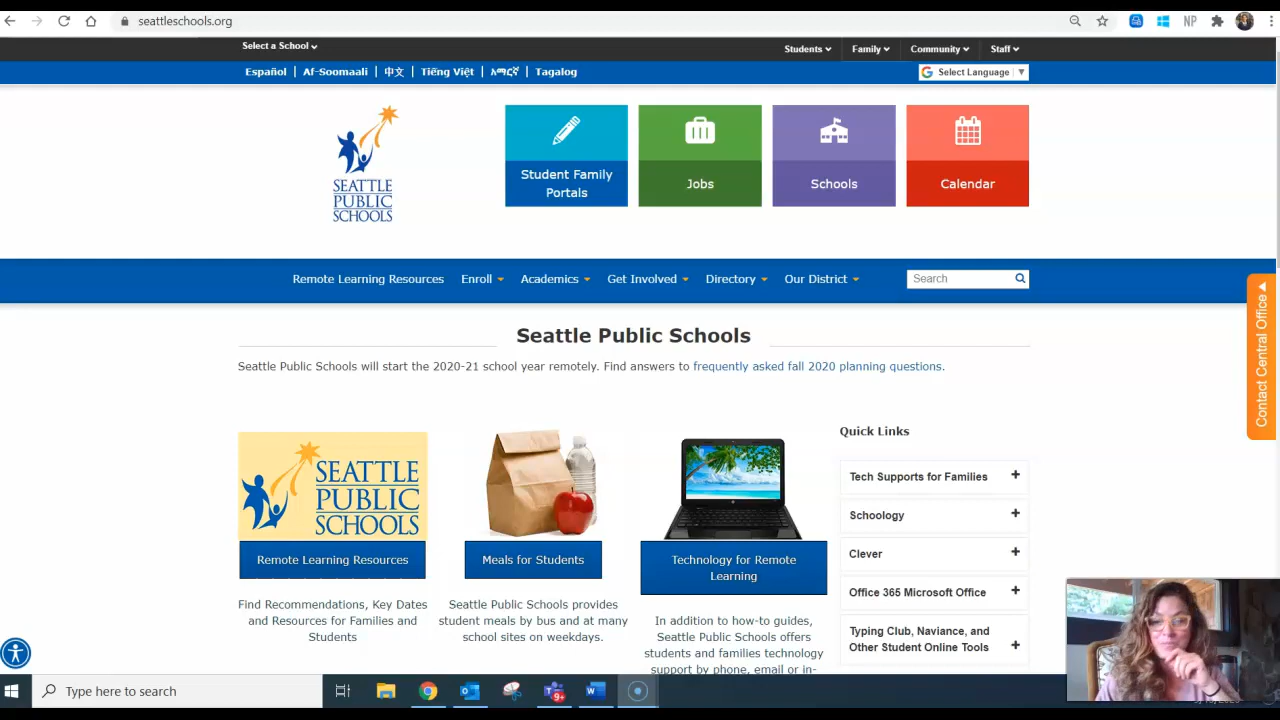 seattleschools.org
NP
Select a School
Students Family Community Staff
Español | Af-Soomaali | 中文 | Tiếng Việt | አማርኛ | Tagalog
G Select Language
SEATTLE
PUBLIC
SCHOOLS
Student Family
Portals
Jobs
Schools
Calendar
Remote Learning Resources Enroll Academics Get Involved Directory Our District
Search
Contact Central Office
Seattle Public Schools
Seattle Public Schools will start the 2020-21 school year remotely. Find answers to frequently asked fall 2020 planning questions.
SEATTLE
PUBLIC
SCHOOLS
Remote Learning Resources
Find Recommendations, Key Dates
and Resources for Families and
Students
Meals for Students
Seattle Public Schools provides
student meals by bus and at many
school sites on weekdays.
Technology for Remote
Learning
In addition to how-to guides,
Seattle Public Schools offers
students and families technology
support by phone, email or in-
Quick Links
Tech Supports for Families +
Schoology +
Clever +
Office 365 Microsoft Office +
Typing Club, Naviance, and
Other Student Online Tools +
Type here to search
9+